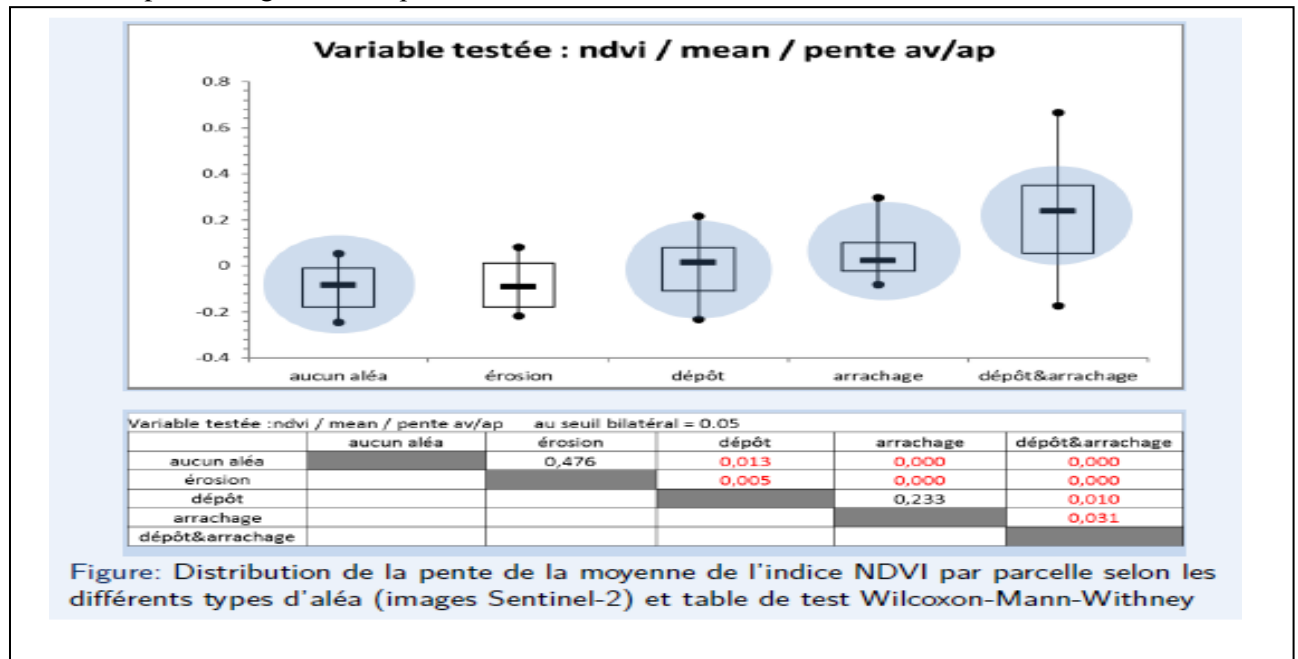 Variable testée : ndvi / mean / pente av/ap
0.8
0.6
0.4
0.2
0
-0.2
-0.4
aucun aléa érosion dépôt arrachage dépôt&arrachage
Variable testée :ndvi / mean / pente av/ap au seuil bilatéral = 0.05
aucun aléa érosion dépôt arrachage dépôt&arrachage
aucun aléa 0,476 0,013 0,000 0,000
érosion 0,005 0,000 0,000
dépôt 0,233 0,010
arrachage 0,031
dépôt&arrachage
Figure: Distribution de la pente de la moyenne de l'indice NDVI par parcelle selon les
différents types d'aléa (images Sentinel-2) et table de test Wilcoxon-Mann-Withney